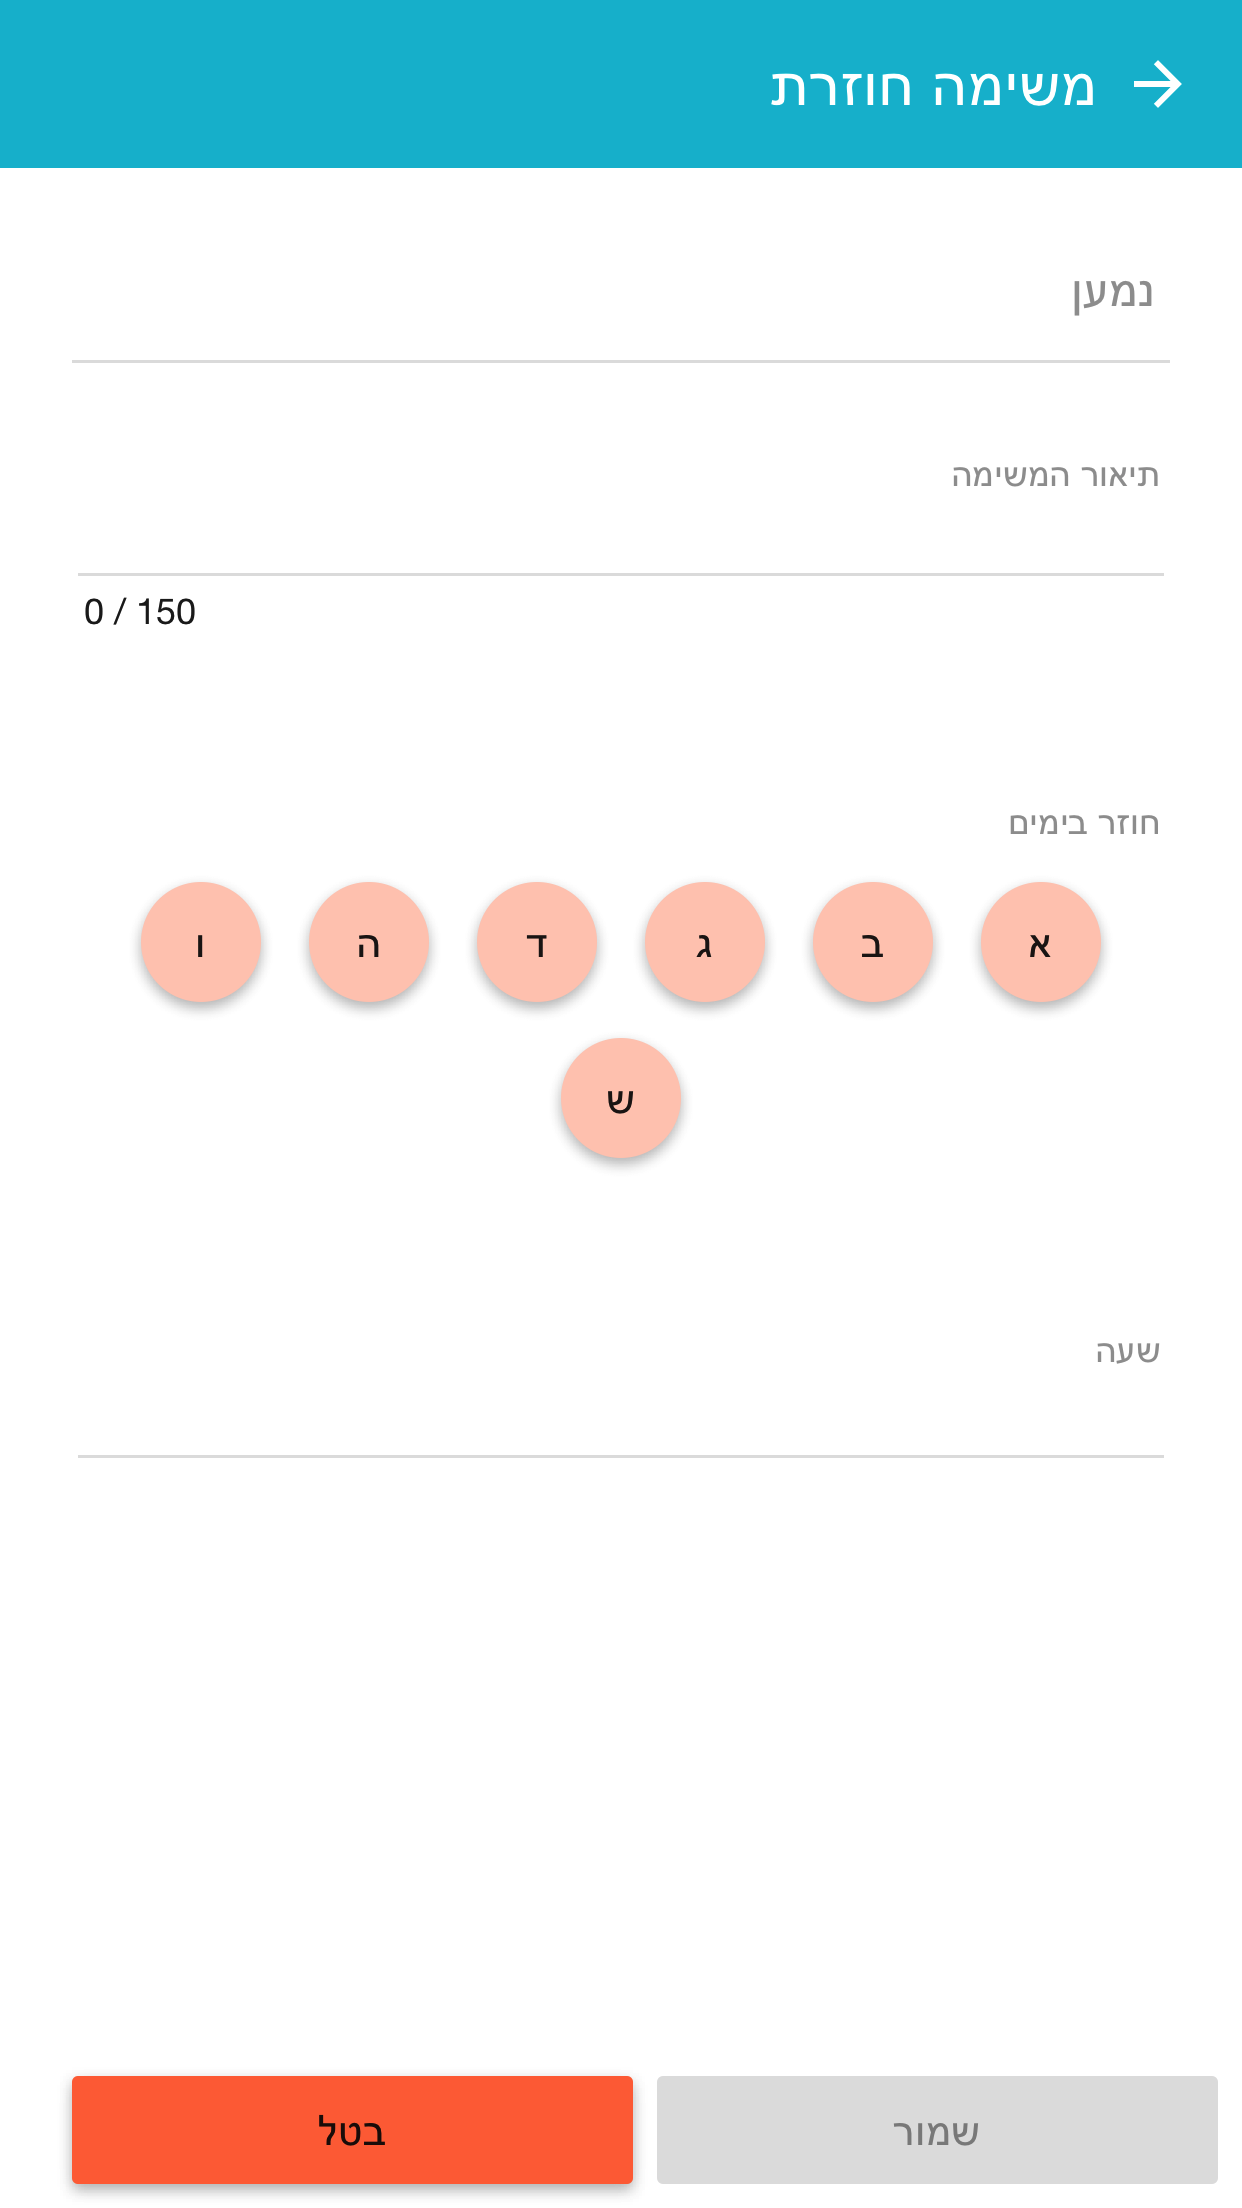 משימה חוזרת
נמען
תיאור המשימה
0 / 150
חוזר בימים
א ב ג ד ה ו
ש
שעה
שמור בטל